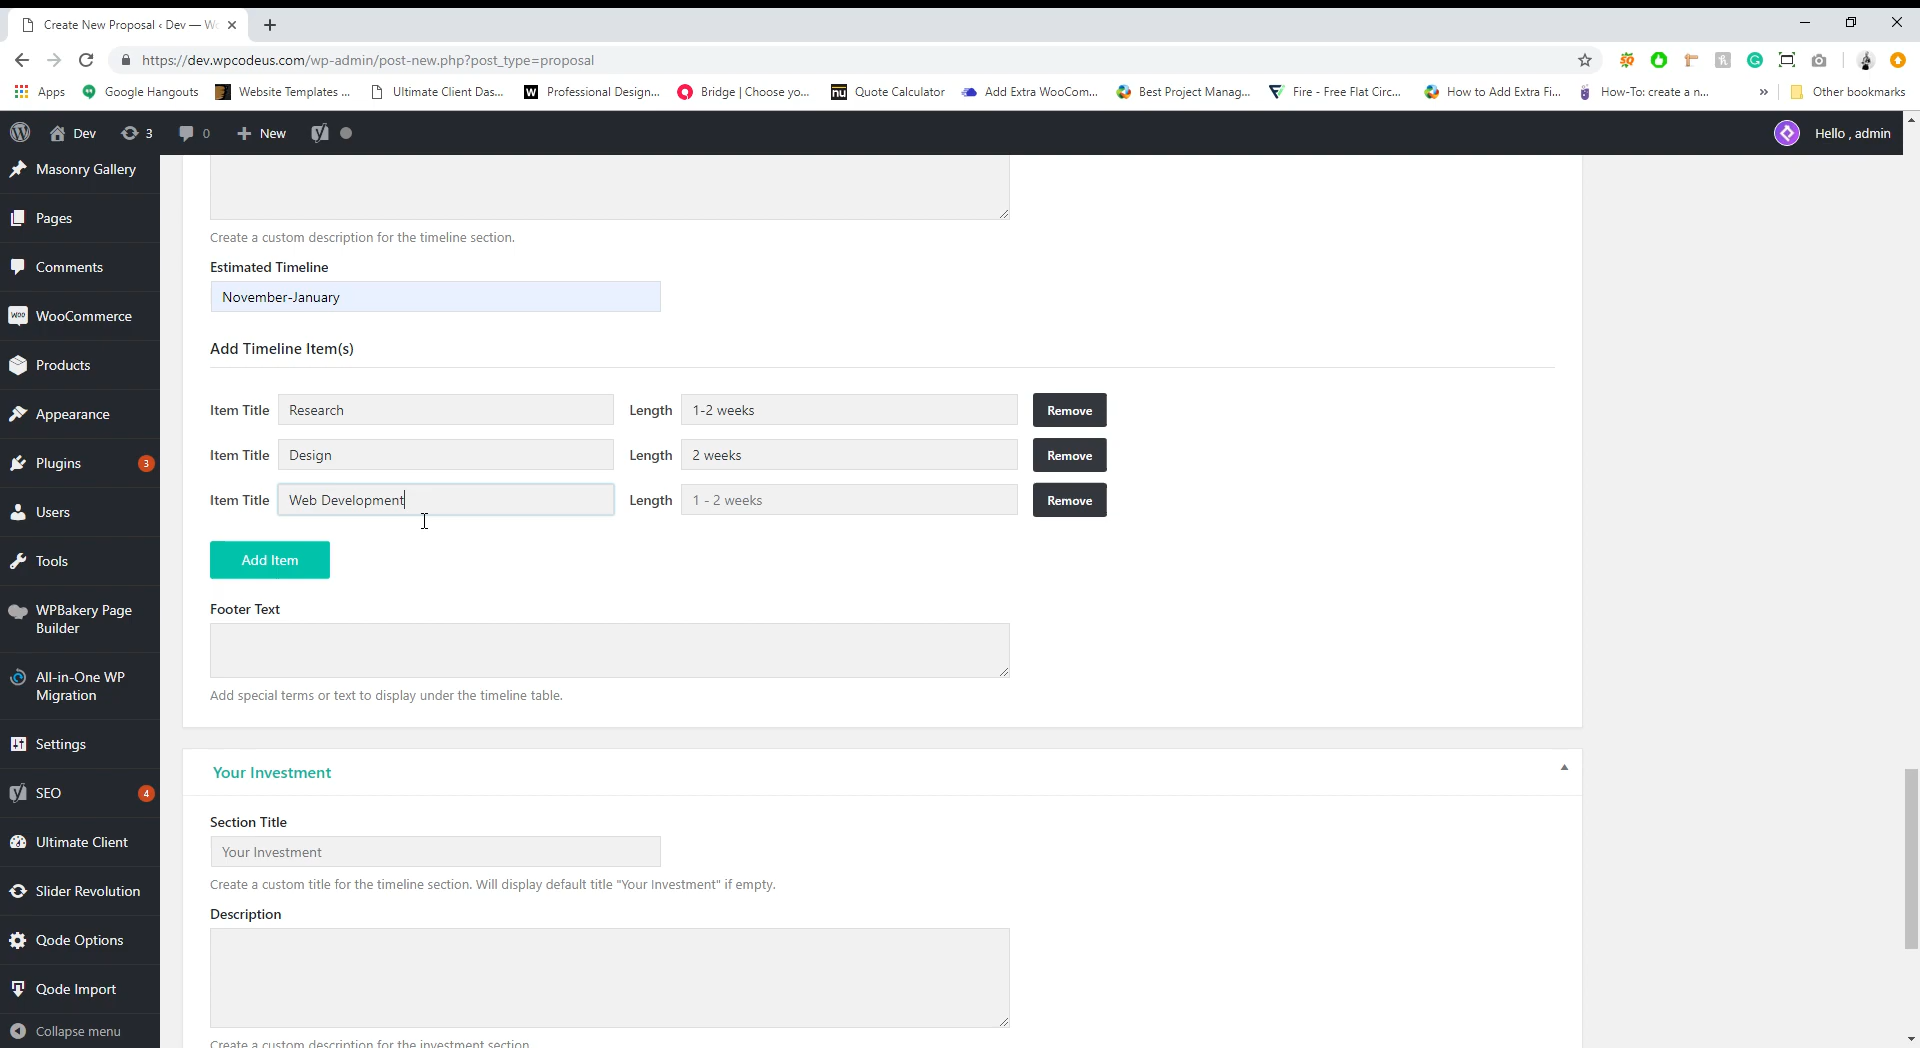 Create New Proposal ‹ Dev — W
https://dev.wpcodeus.com/wp-admin/post-new.php?post_type=proposal
Apps Google Hangouts Website Templates ... Ultimate Client Das... Professional Design... Bridge | Choose yo... Quote Calculator Add Extra WooCom... Best Project Manag... Fire - Free Flat Circ... How to Add Extra Fi... How-To: create a n... » Other bookmarks
Dev 3 0 New Hello , admin
Masonry Gallery
Pages
Comments
WooCommerce
Products
Appearance
Plugins 3
Users
Tools
WPBakery Page
Builder
All-in-One WP
Migration
Settings
SEO 4
Ultimate Client
Slider Revolution
Qode Options
Qode Import
Collapse menu
Create a custom description for the timeline section.
Estimated Timeline
November-January
Add Timeline Item(s)
Item Title Research Length 1-2 weeks Remove
Item Title Design Length 2 weeks Remove
Item Title Web Development Length 1 - 2 weeks Remove
Add Item
Footer Text
Add special terms or text to display under the timeline table.
Your Investment
Section Title
Your Investment
Create a custom title for the timeline section. Will display default title "Your Investment" if empty.
Description
Create a custom description for the investment section